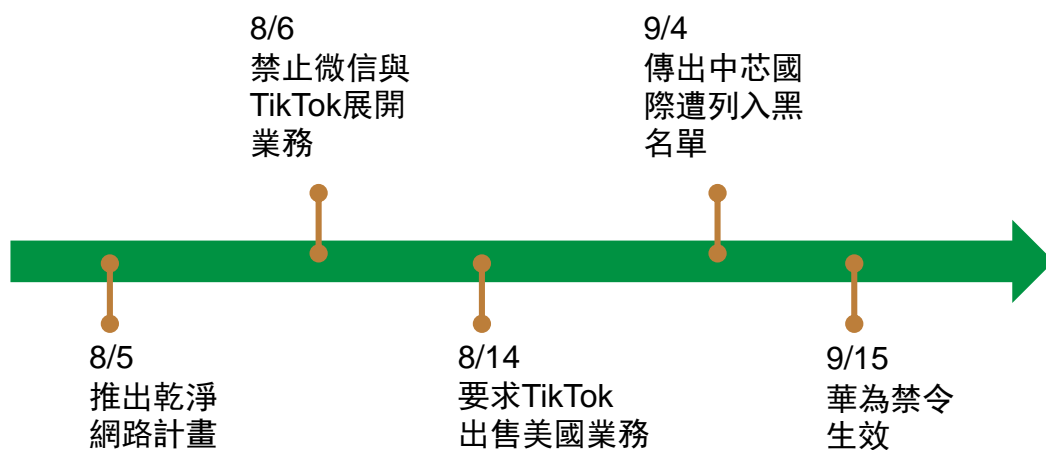 8/6
禁止微信與
TikTok展開
業務
9/4
傳出中芯國
際遭列入黑
名單
8/5
推出乾淨
網路計畫
8/14
要求TikTok
出售美國業務
9/15
華為禁令
生效